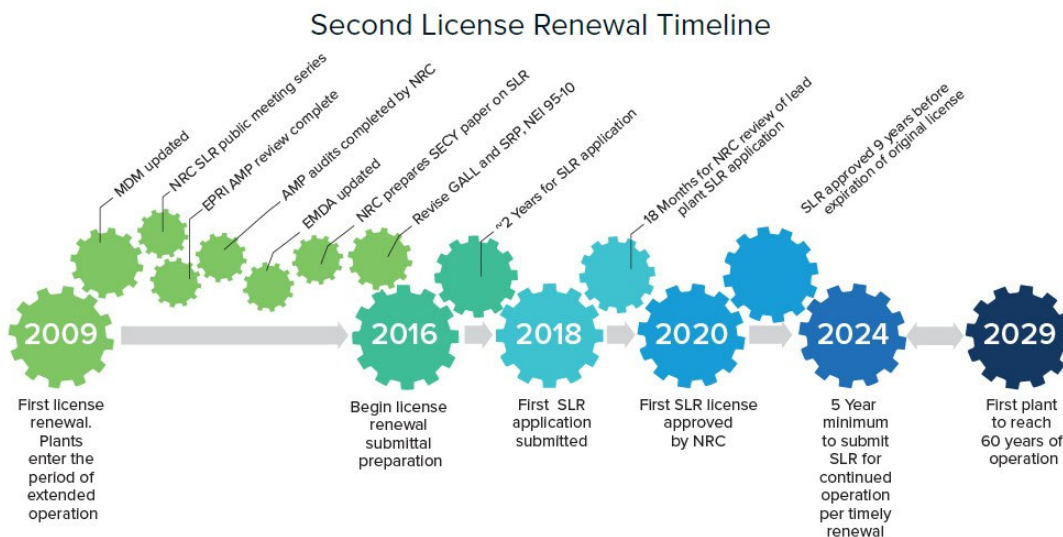 Second License Renewal Timeline
MDM updated
NRC SLR public meeting series
EPRI AMP review complete
AMP audits completed by NRC
EMDA updated
NRC prepares SECY paper on SLR
Revise GALL and SRP, NEI 95-10
~2 Years for SLR application
18 Months for NRC review of lead
plant SLR application
SLR approved 9 years before
expiration of original license
2009
2016
2018
2020
2024
2029
First license
renewal.
Plants
enter the
period of
extended
operation
Begin license
renewal
submittal
preparation
First SLR
application
submitted
First SLR license
approved
by NRC
5 Year
minimum
to submit
SLR for
continued
operation
per timely
renewal
First plant
to reach
60 years of
operation